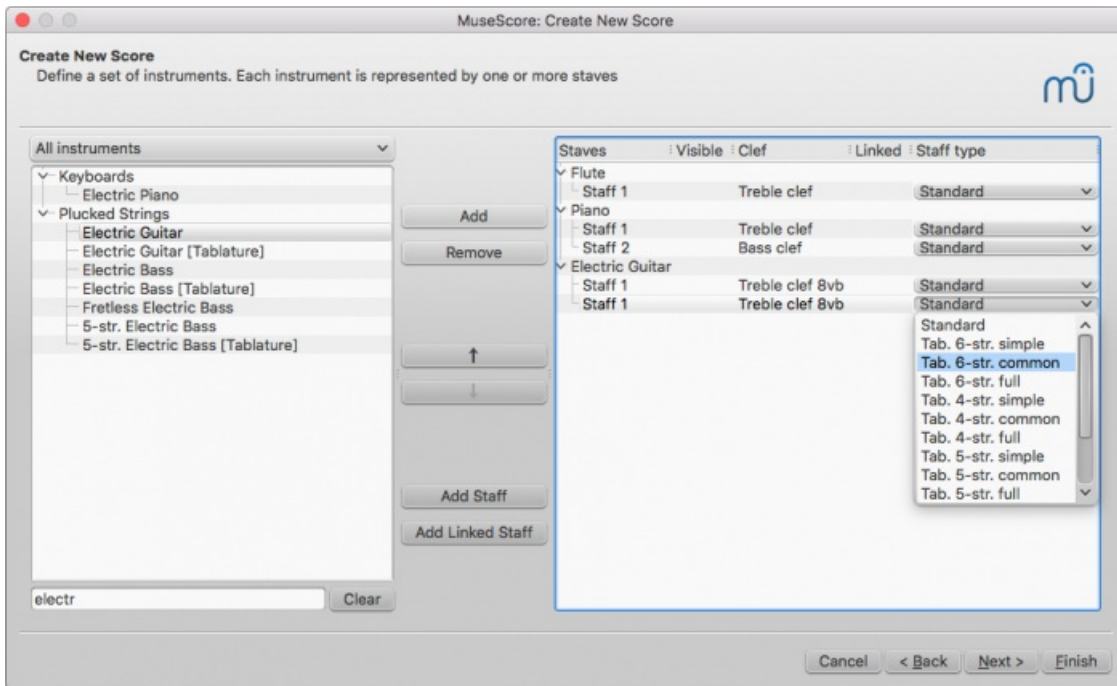 MuseScore: Create New Score
Create New Score
Define a set of instruments. Each instrument is represented by one or more staves
mu
All instruments
Keyboards
Electric Piano
Plucked Strings
Electric Guitar
Electric Guitar [Tablature]
Electric Bass
Electric Bass [Tablature]
Fretless Electric Bass
5-str. Electric Bass
5-str. Electric Bass [Tablature]
electr
Clear
Add
Remove
↑
↓
Add Staff
Add Linked Staff
Staves Visible Clef Linked Staff type
Flute
Staff 1 Treble clef Standard
Piano
Staff 1 Treble clef Standard
Staff 2 Bass clef Standard
Electric Guitar
Staff 1 Treble clef 8vb Standard
Staff 1 Treble clef 8vb Standard
Standard
Tab. 6-str. simple
Tab. 6-str. common
Tab. 6-str. full
Tab. 4-str. simple
Tab. 4-str. common
Tab. 4-str. full
Tab. 5-str. simple
Tab. 5-str. common
Tab. 5-str. full
Cancel < Back Next > Finish